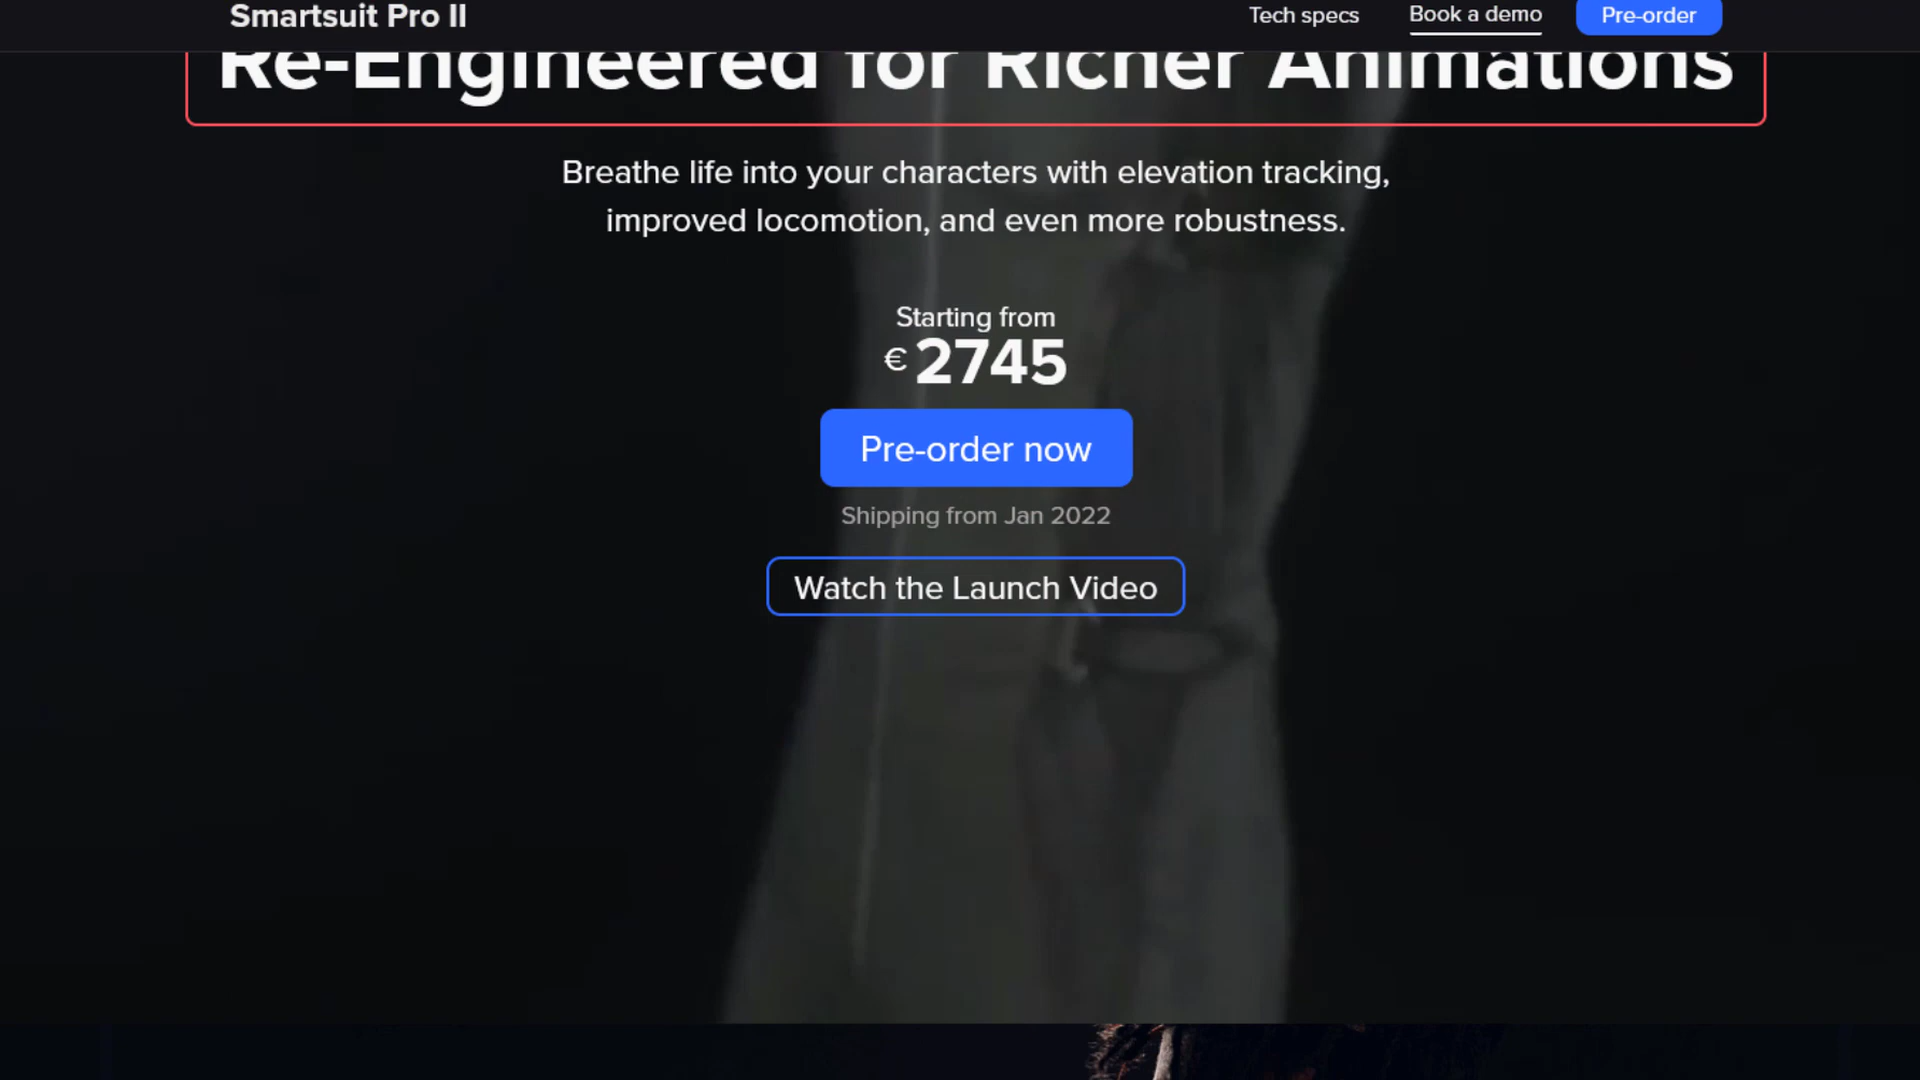 Smartsuit Pro II
Tech specs
Book a demo
Pre-order
Re-Engineered for Richer Animations
Breathe life into your characters with elevation tracking,
improved locomotion, and even more robustness.
Starting from
€2745
Pre-order now
Shipping from Jan 2022
Watch the Launch Video